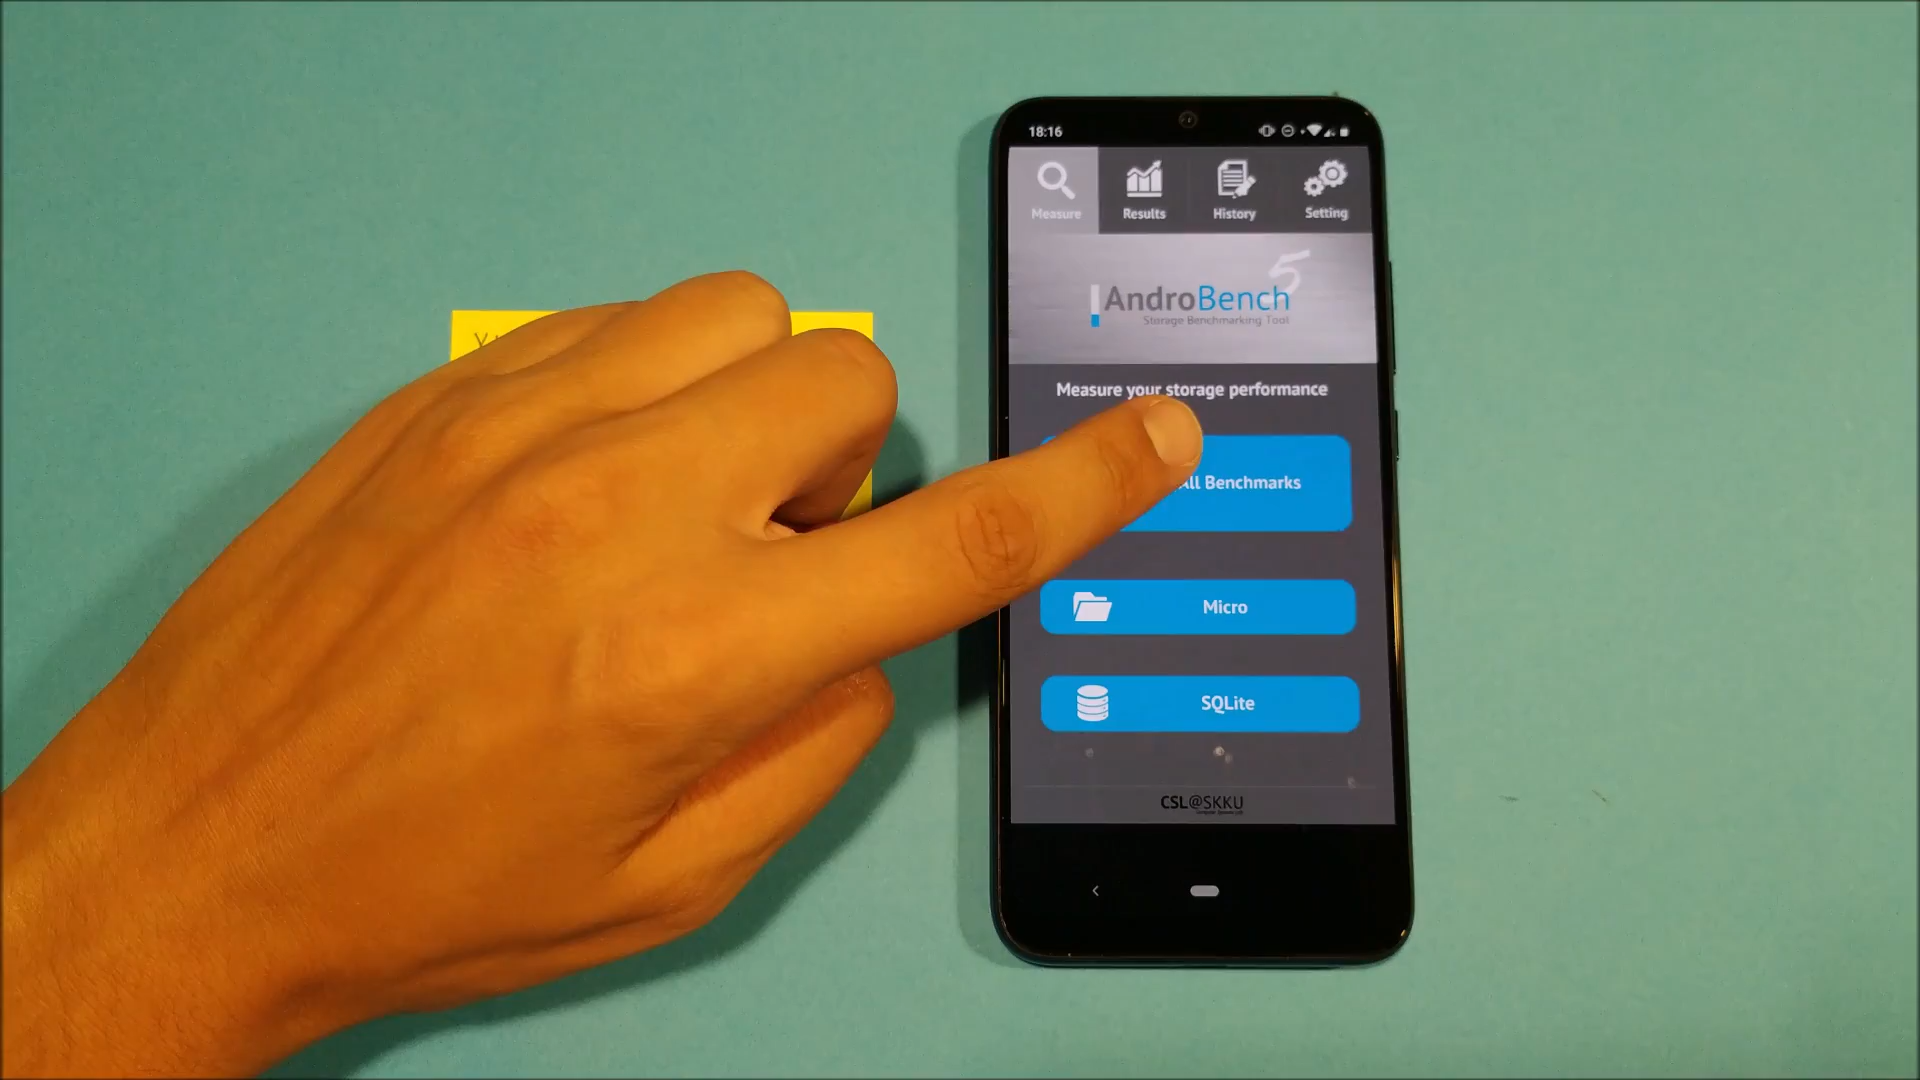 18:16
Measure
Results
History
Setting
AndroBench 5
Storage Benchmarking Tool
Measure your storage performance
All Benchmarks
Micro
SQLite
CSL@SKKU